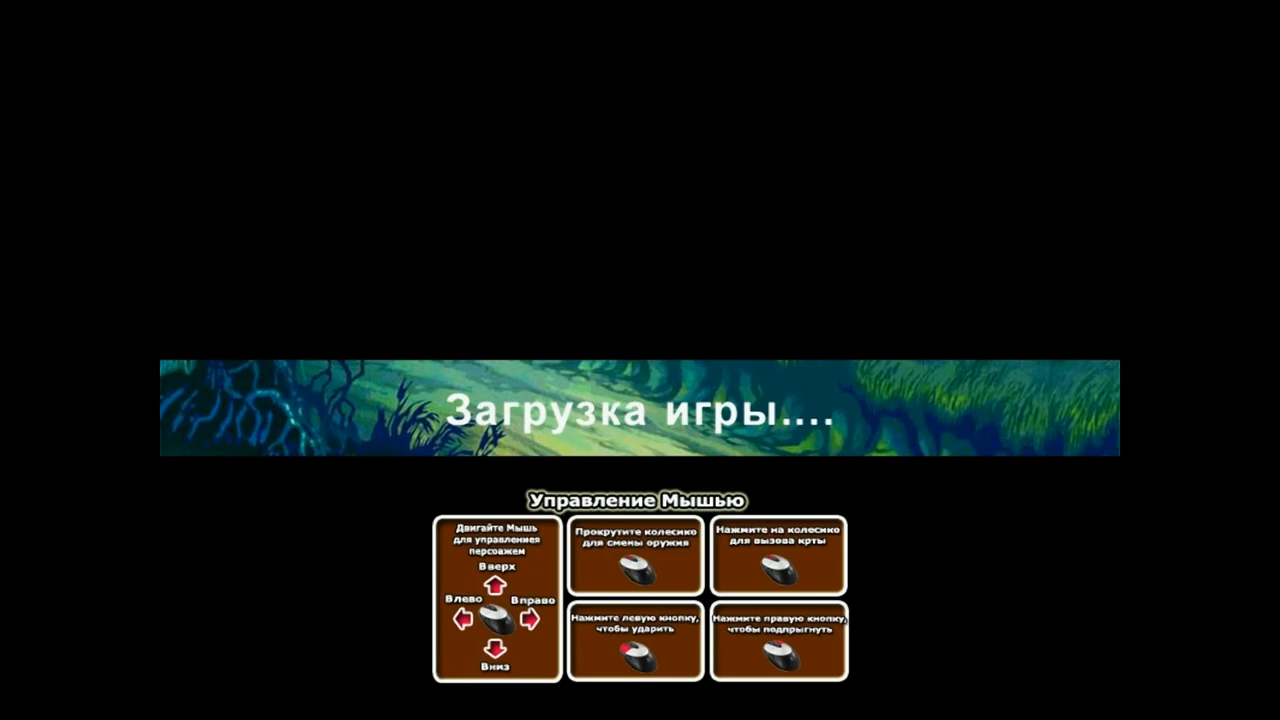 Загрузка игры....
Управление Мышью
Двигайте Мышь
для управлениея
персоажем
Вверх
Влево
Вправо
Вниз
Прокрутите колесико
для смены оружия
Нажмите на колесико
для вызова крты
Нажмите левую кнопку,
чтобы ударить
Нажмите правую кнопку,
чтобы подпрыгнуть